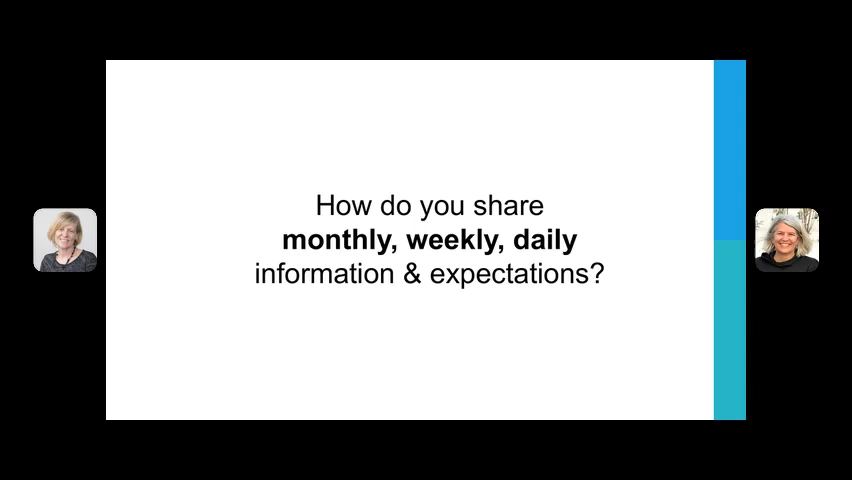 How do you share
monthly, weekly, daily
information & expectations?